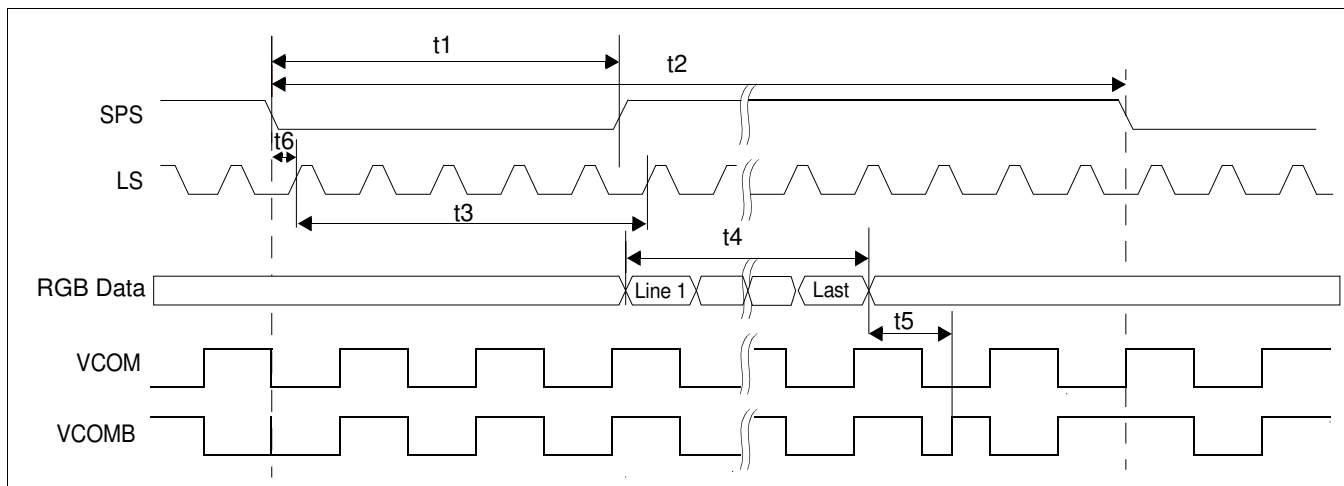 t1
t2
SPS
t6
LS
t3
t4
RGB Data
Line 1
Last
t5
VCOM
VCOMB